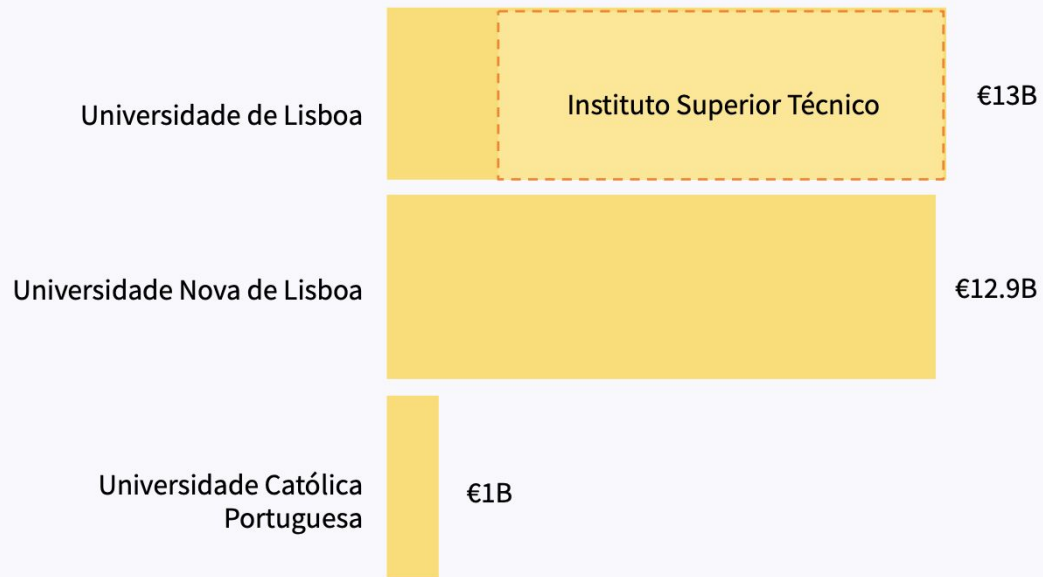 Universidade de Lisboa
Instituto Superior Técnico
€13B
Universidade Nova de Lisboa
€12.9B
Universidade Católica
Portuguesa
€1B